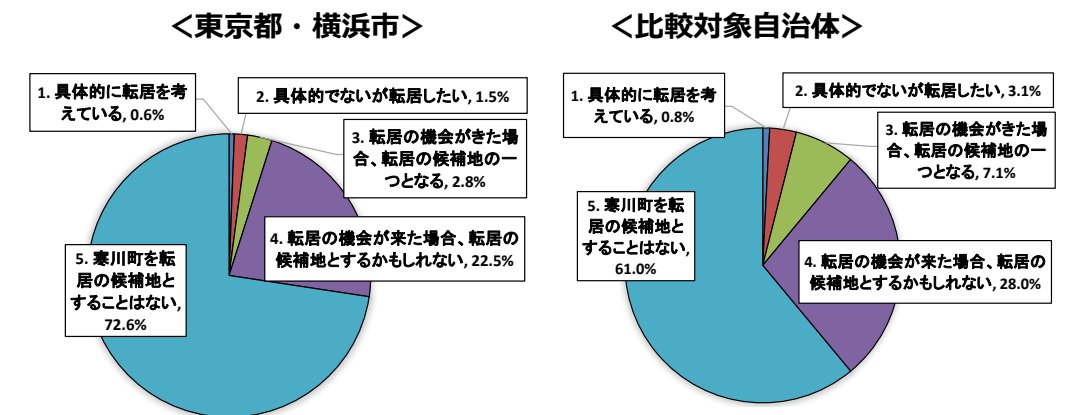 ＜東京都・横浜市＞
1. 具体的に転居を考
えている, 0.6%
2. 具体的でないが転居したい, 1.5%
3. 転居の機会がきた場
合、転居の候補地の一
つとなる, 2.8%
4. 転居の機会が来た場合、転居の
候補地とするかもしれない, 22.5%
5. 寒川町を転
居の候補地と
することはない,
72.6%
＜比較対象自治体＞
1. 具体的に転居を考
えている, 0.8%
2. 具体的でないが転居したい, 3.1%
3. 転居の機会がきた場
合、転居の候補地の一
つとなる, 7.1%
4. 転居の機会が来た場合、転居の
候補地とするかもしれない, 28.0%
5. 寒川町を転
居の候補地と
することはない,
61.0%